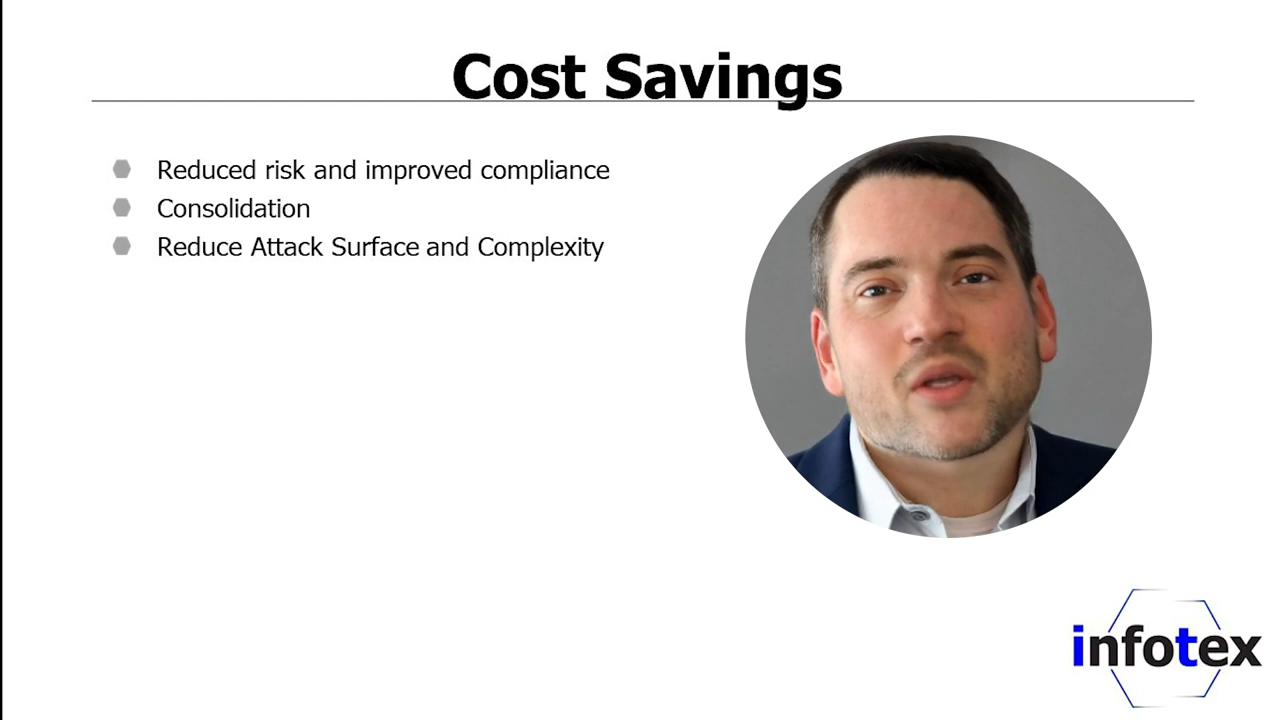 Cost Savings
Reduced risk and improved compliance
Consolidation
Reduce Attack Surface and Complexity
infotex